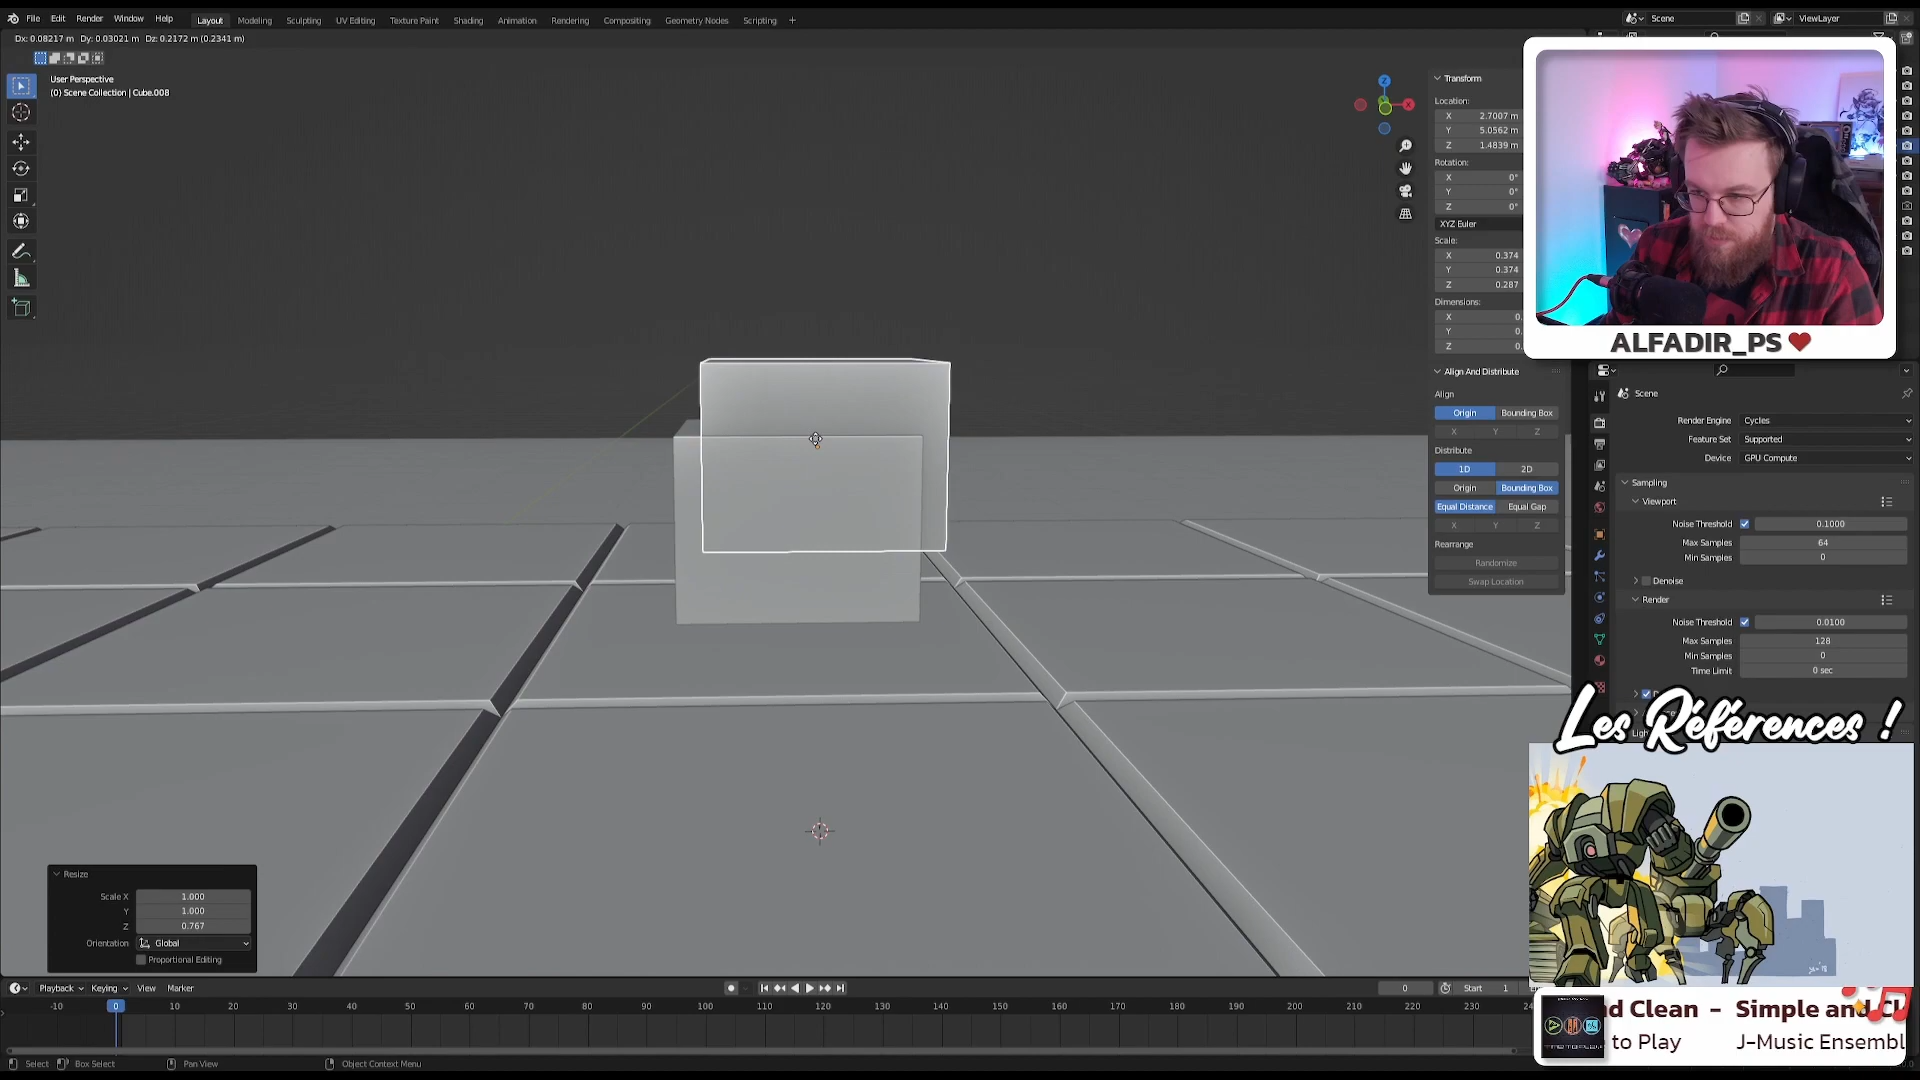 File Edit Render Window Help
Layout Modeling Sculpting UV Editing Texture Paint Shading Animation Rendering Compositing Geometry Nodes Scripting +
Scene
ViewLayer
Dx: 0.08217 m Dy: 0.03021 m Dz: 0.2172 m (0.2341 m)
User Perspective
(0) Scene Collection | Cube.008
Z
X
Transform
Location:
X 2.7007 m
Y 5.0562 m
Z 1.4839 m
Rotation:
X 0°
Y 0°
Z 0°
XYZ Euler
Scale:
X 0.374
Y 0.374
Z 0.287
Dimensions:
X 0.
Y 0.
Z 0.
Align And Distribute
Align
Origin Bounding Box
X Y Z
Distribute
1D 2D
Origin Bounding Box
Equal Distance Equal Gap
X Y Z
Rearrange
Randomize
Swap Location
ALFADIR_PS
Scene
Render Engine Cycles
Feature Set Supported
Device GPU Compute
Sampling
Viewport
Noise Threshold 0.1000
Max Samples 64
Min Samples 0
Denoise
Render
Noise Threshold 0.0100
Max Samples 128
Min Samples 0
Time Limit 0 sec
Les Références !
Resize
Scale X 1.000
Y 1.000
Z 0.767
Orientation Global
Proportional Editing
Playback Keying View Marker
0 Start 1
-10 0 10 20 30 40 50 60 70 80 90 100 110 120 130 140 150 160 170 180 190 200 210 220 230
Select Box Select Pan View Object Context Menu
d Clean - Simple and Cl
to Play J-Music Ensembl